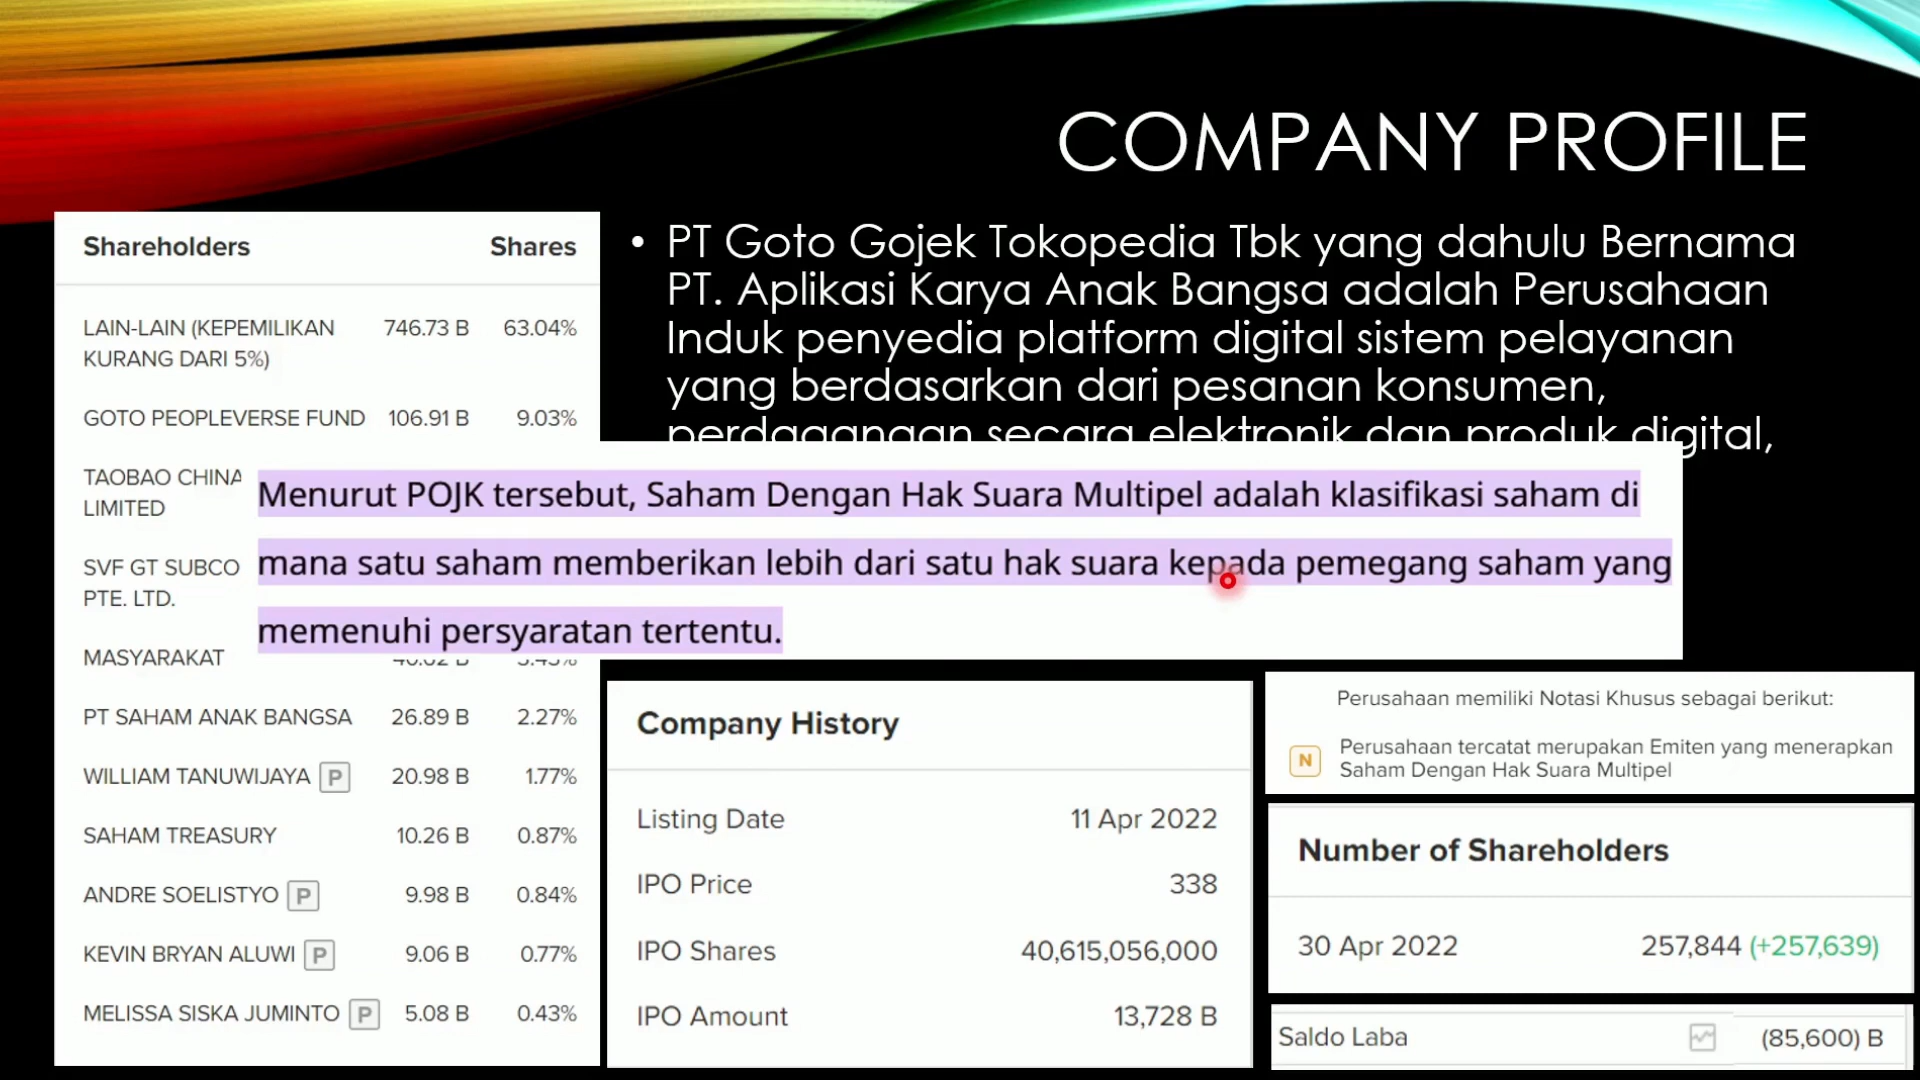 COMPANY PROFILE
Shareholders Shares
LAIN-LAIN (KEPEMILIKAN 746.73 B 63.04%
KURANG DARI 5%)
GOTO PEOPLEVERSE FUND 106.91 B 9.03%
TAOBAO CHINA
LIMITED
SVF GT SUBCO
PTE. LTD.
MASYARAKAT
PT SAHAM ANAK BANGSA 26.89 B 2.27%
WILLIAM TANUWIJAYA P 20.98 B 1.77%
SAHAM TREASURY 10.26 B 0.87%
ANDRE SOELISTYO P 9.98 B 0.84%
KEVIN BRYAN ALUWI P 9.06 B 0.77%
MELISSA SISKA JUMINTO P 5.08 B 0.43%
• PT Goto Gojek Tokopedia Tbk yang dahulu Bernama
PT. Aplikasi Karya Anak Bangsa adalah Perusahaan
Induk penyedia platform digital sistem pelayanan
yang berdasarkan dari pesanan konsumen,
perdagangan secara elektronik dan produk digital,
Menurut POJK tersebut, Saham Dengan Hak Suara Multipel adalah klasifikasi saham di
mana satu saham memberikan lebih dari satu hak suara kepada pemegang saham yang
memenuhi persyaratan tertentu.
Company History
Listing Date 11 Apr 2022
IPO Price 338
IPO Shares 40,615,056,000
IPO Amount 13,728 B
Perusahaan memiliki Notasi Khusus sebagai berikut:
N Perusahaan tercatat merupakan Emiten yang menerapkan
Saham Dengan Hak Suara Multipel
Number of Shareholders
30 Apr 2022 257,844 (+257,639)
Saldo Laba (85,600) B